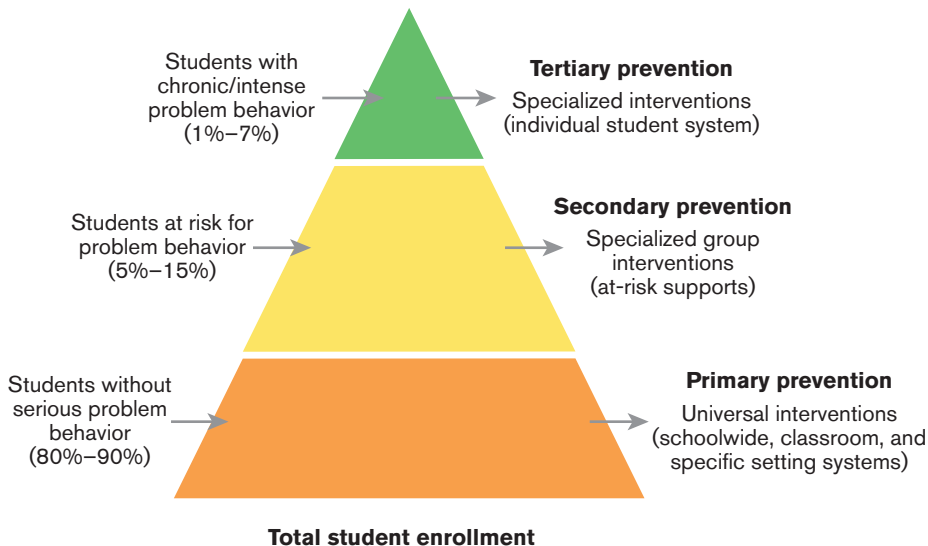 Students with
chronic/intense
problem behavior
(1%–7%)
Tertiary prevention
Specialized interventions
(individual student system)
Students at risk for
problem behavior
(5%–15%)
Secondary prevention
Specialized group
interventions
(at-risk supports)
Students without
serious problem
behavior
(80%–90%)
Primary prevention
Universal interventions
(schoolwide, classroom, and
specific setting systems)
Total student enrollment